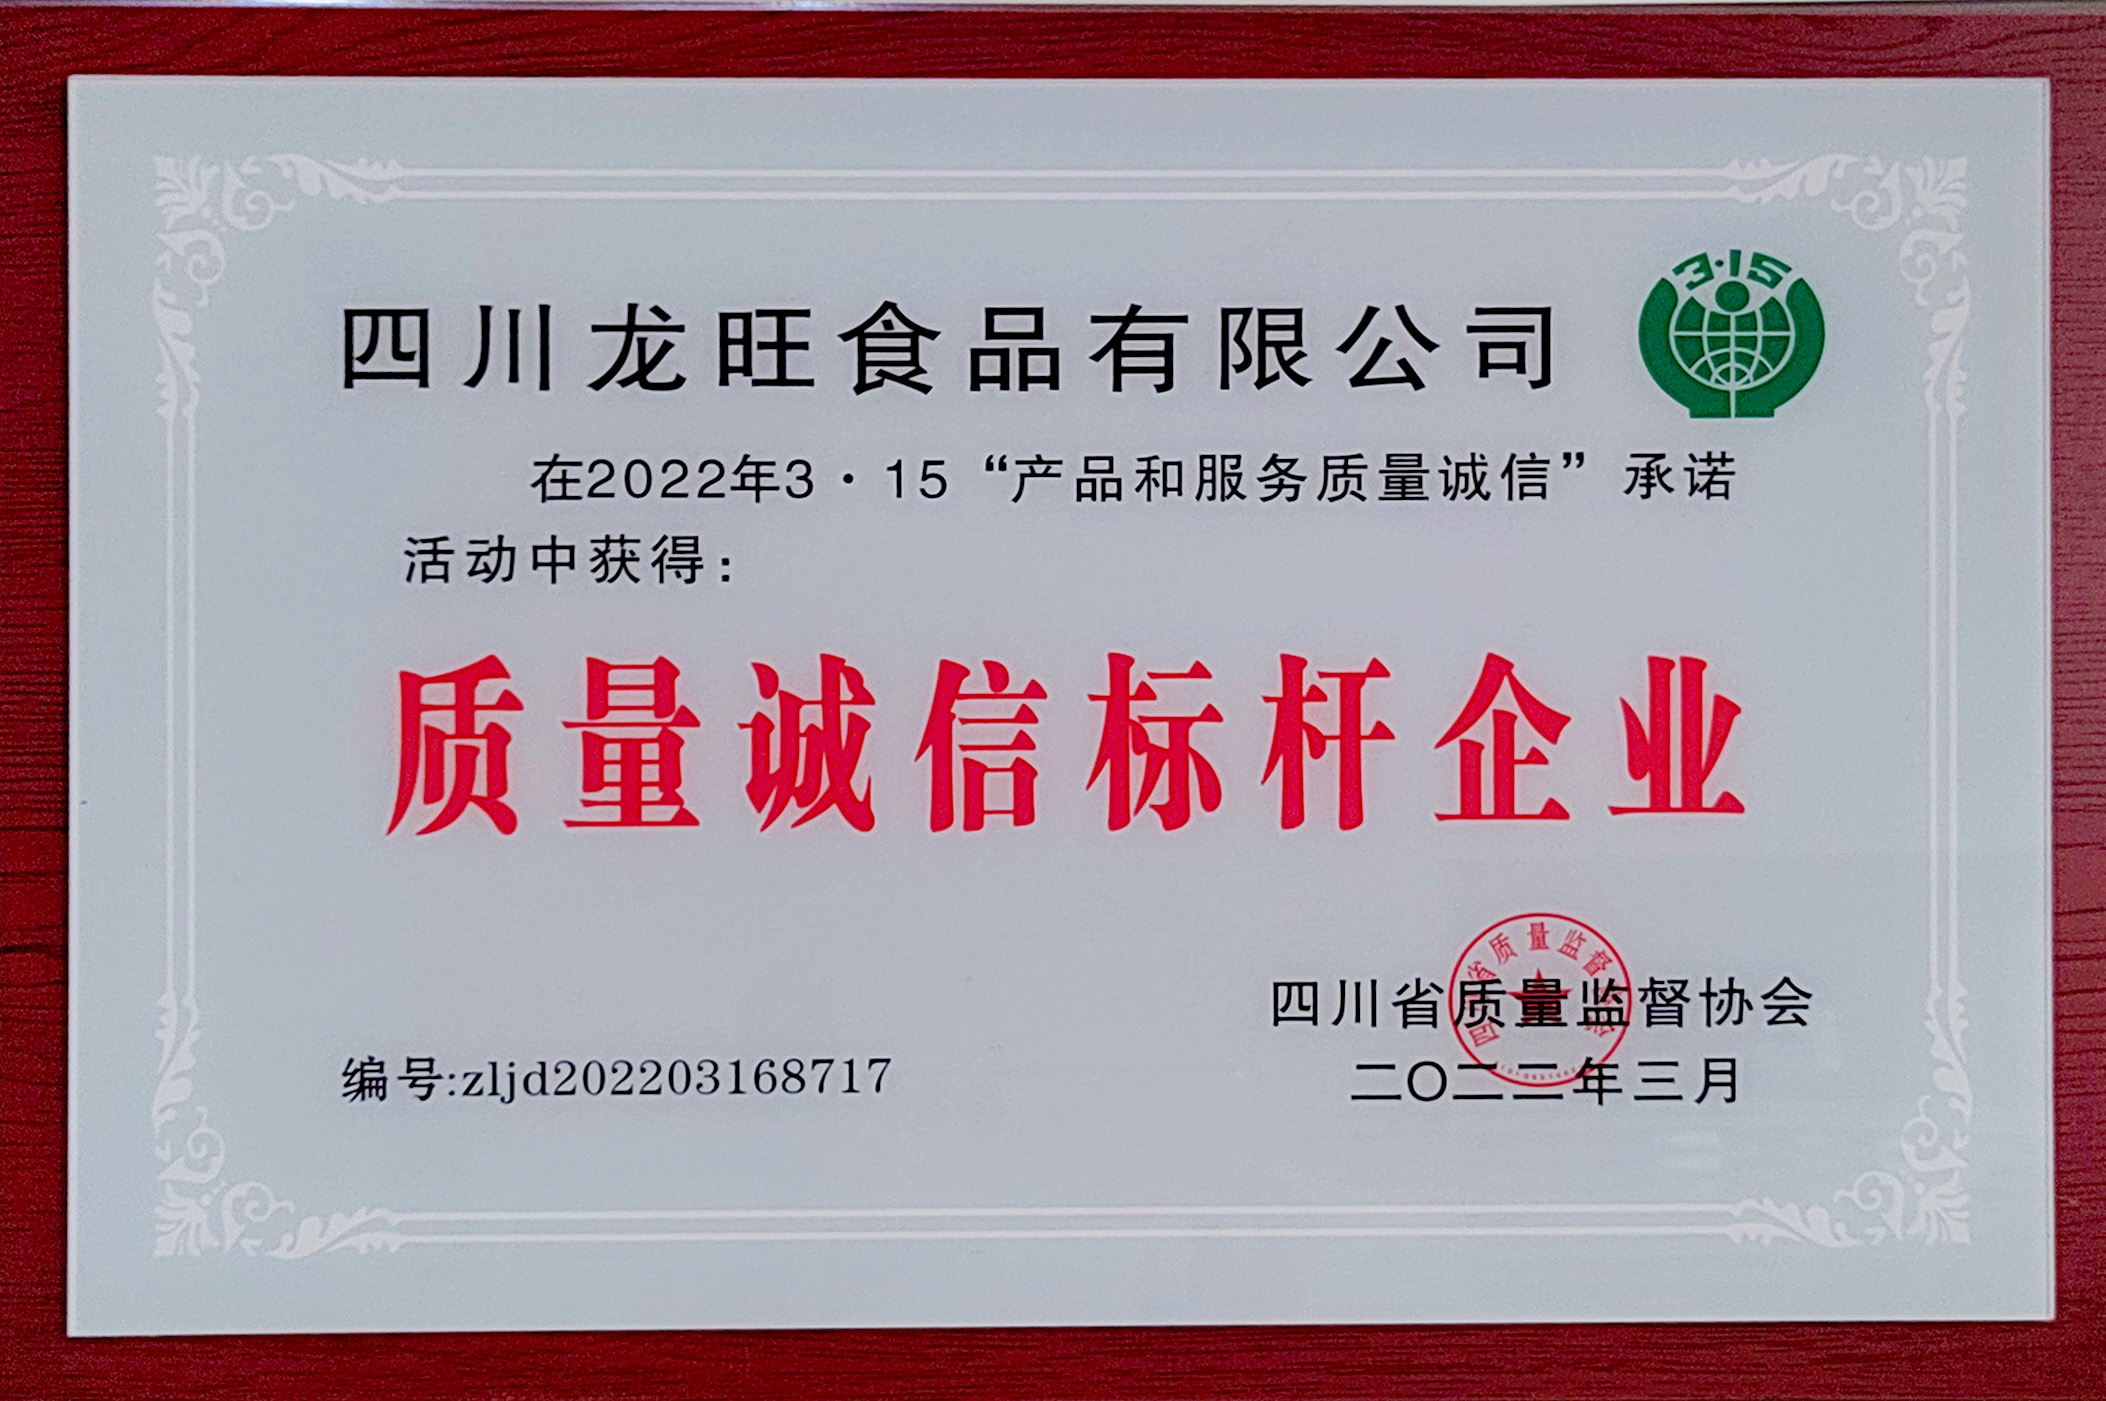 四川龙旺食品有限公司
3·15
在2022年3·15“产品和服务质量诚信”承诺
活动中获得：
质量诚信标杆企业
四川省质量监督协会
二〇二二年三月
编号:zljd202203168717